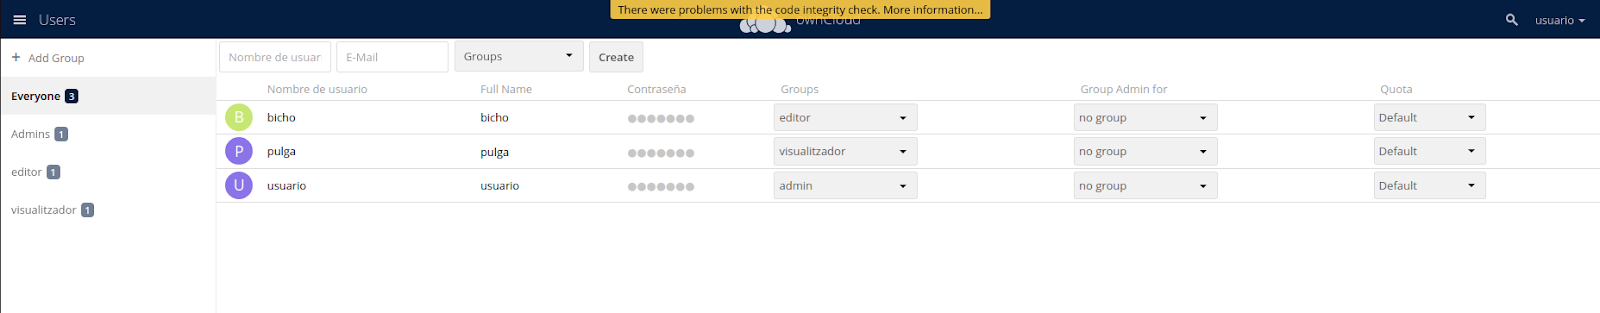 There were problems with the code integrity check. More information...
Users
ownCloud
usuario
+ Add Group
Nombre de usuar
E-Mail
Groups
Create
Everyone 3
Admins 1
editor 1
visualitzador 1
Nombre de usuario Full Name Contraseña Groups Group Admin for Quota
B bicho bicho ●●●●●●● editor no group Default
P pulga pulga ●●●●●●● visualitzador no group Default
U usuario usuario ●●●●●●● admin no group Default